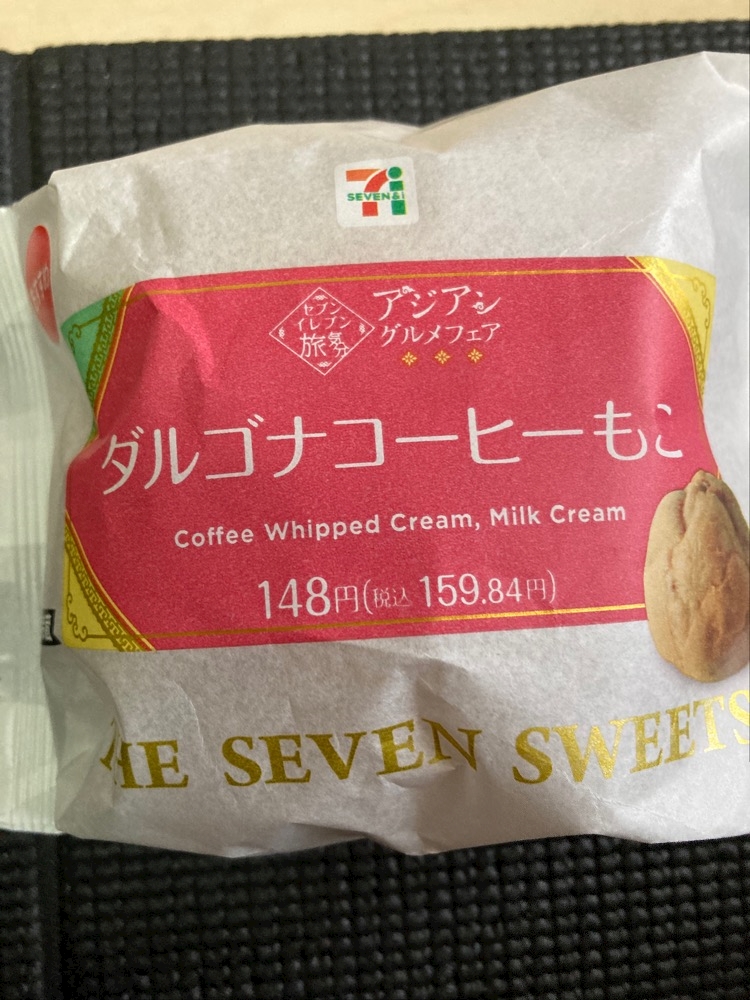 SEVEN&i
セブン
イレブン
旅気分
アジアン
グルメフェア
ダルゴナコーヒーもこ
Coffee Whipped Cream, Milk Cream
148円(税込 159.84円)
THE SEVEN SWEETS